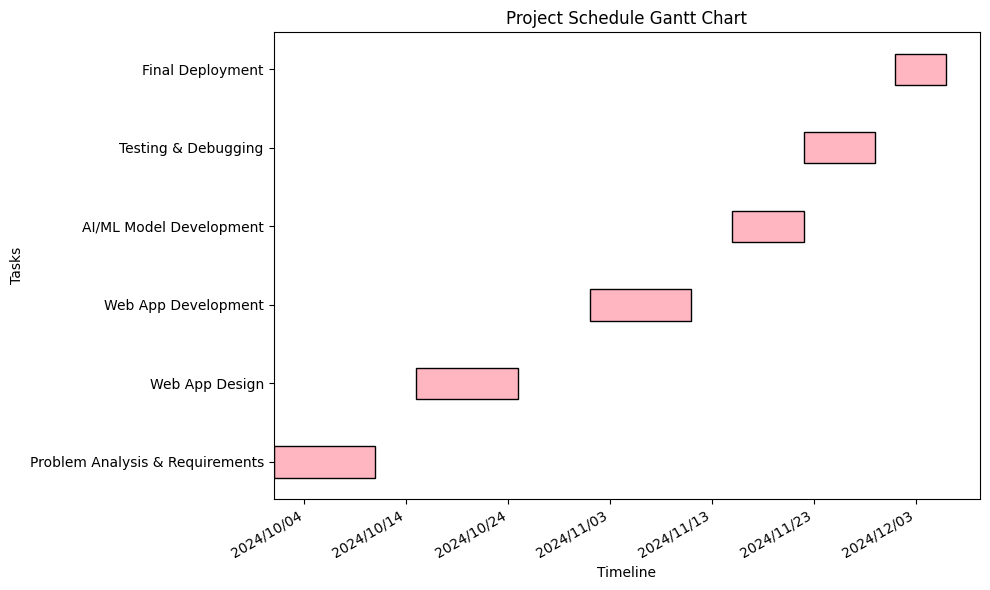 Project Schedule Gantt Chart
Final Deployment
Testing & Debugging
AI/ML Model Development
Web App Development
Web App Design
Problem Analysis & Requirements
Tasks
2024/10/04
2024/10/14
2024/10/24
2024/11/03
2024/11/13
2024/11/23
2024/12/03
Timeline